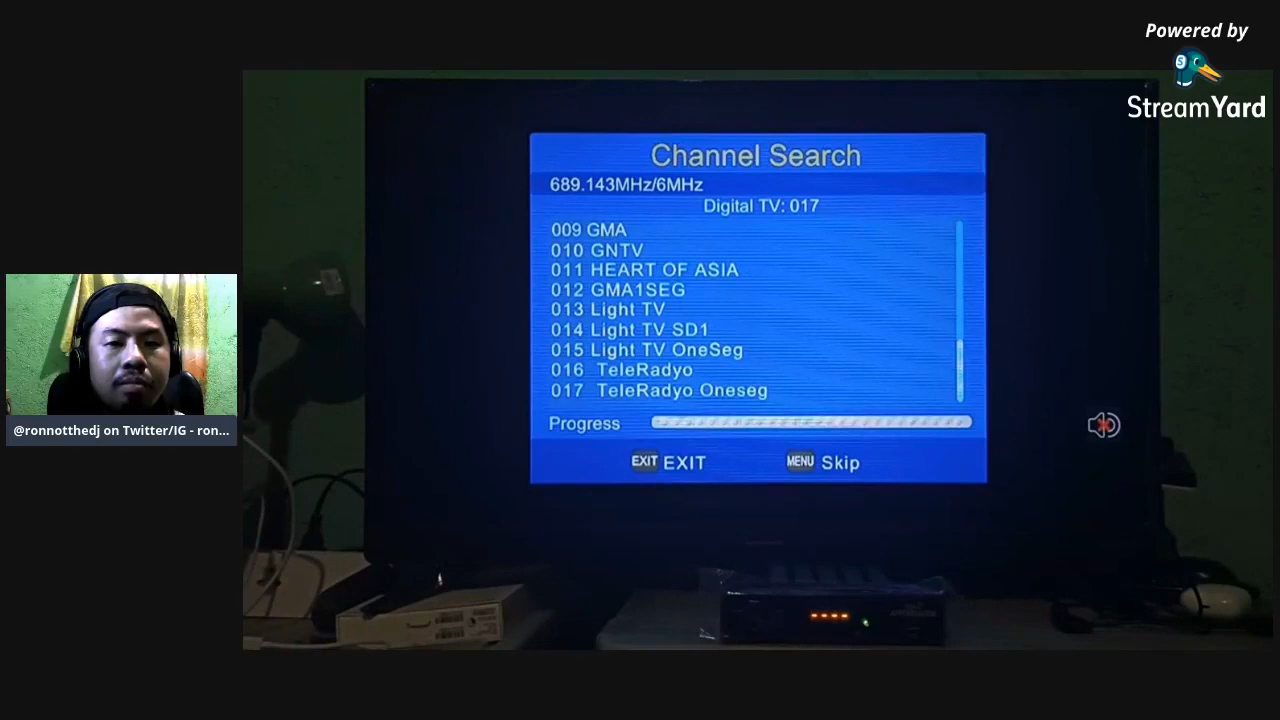 Powered by
StreamYard
Channel Search
689.143MHz/6MHz
Digital TV: 017
009 GMA
010 GNTV
011 HEART OF ASIA
012 GMA1SEG
013 Light TV
014 Light TV SD1
015 Light TV OneSeg
016 TeleRadyo
017 TeleRadyo Oneseg
Progress
EXIT EXIT
MENU Skip
@ronnotthedj on Twitter/IG - ron...